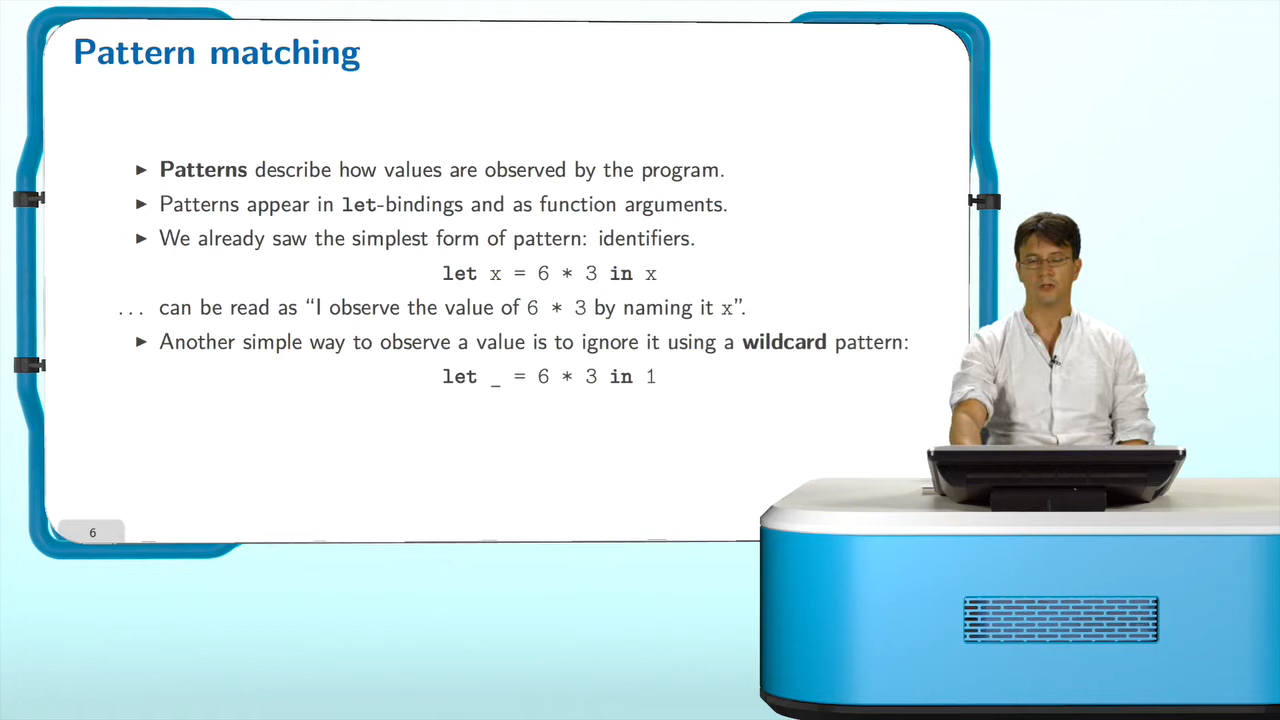 Pattern matching
▶ Patterns describe how values are observed by the program.
▶ Patterns appear in let-bindings and as function arguments.
▶ We already saw the simplest form of pattern: identifiers.
let x = 6 * 3 in x
... can be read as “I observe the value of 6 * 3 by naming it x”.
▶ Another simple way to observe a value is to ignore it using a wildcard pattern:
let _ = 6 * 3 in 1
6